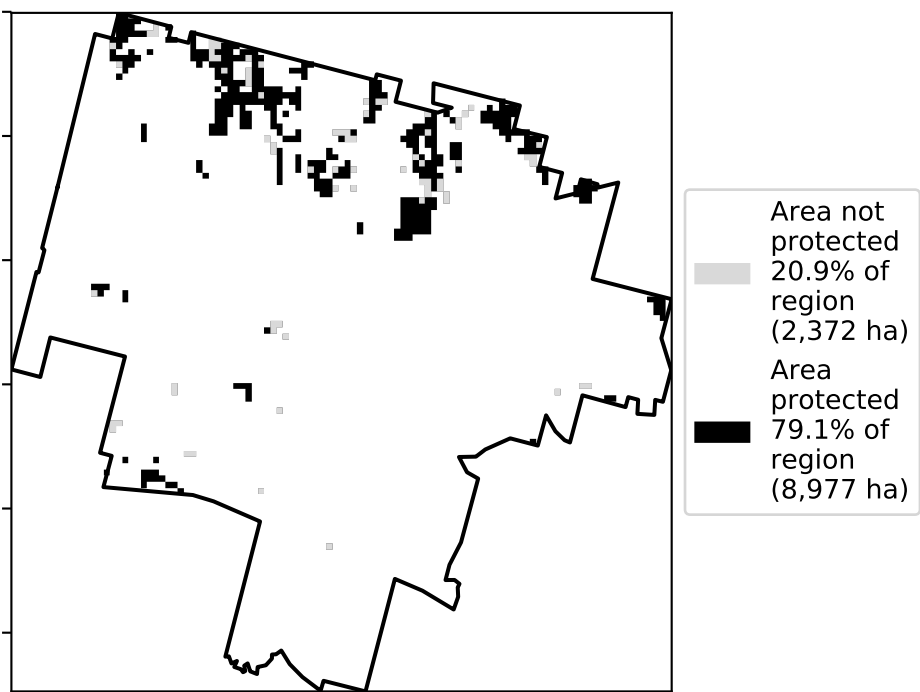 Area not
protected
20.9% of
region
(2,372 ha)
Area
protected
79.1% of
region
(8,977 ha)